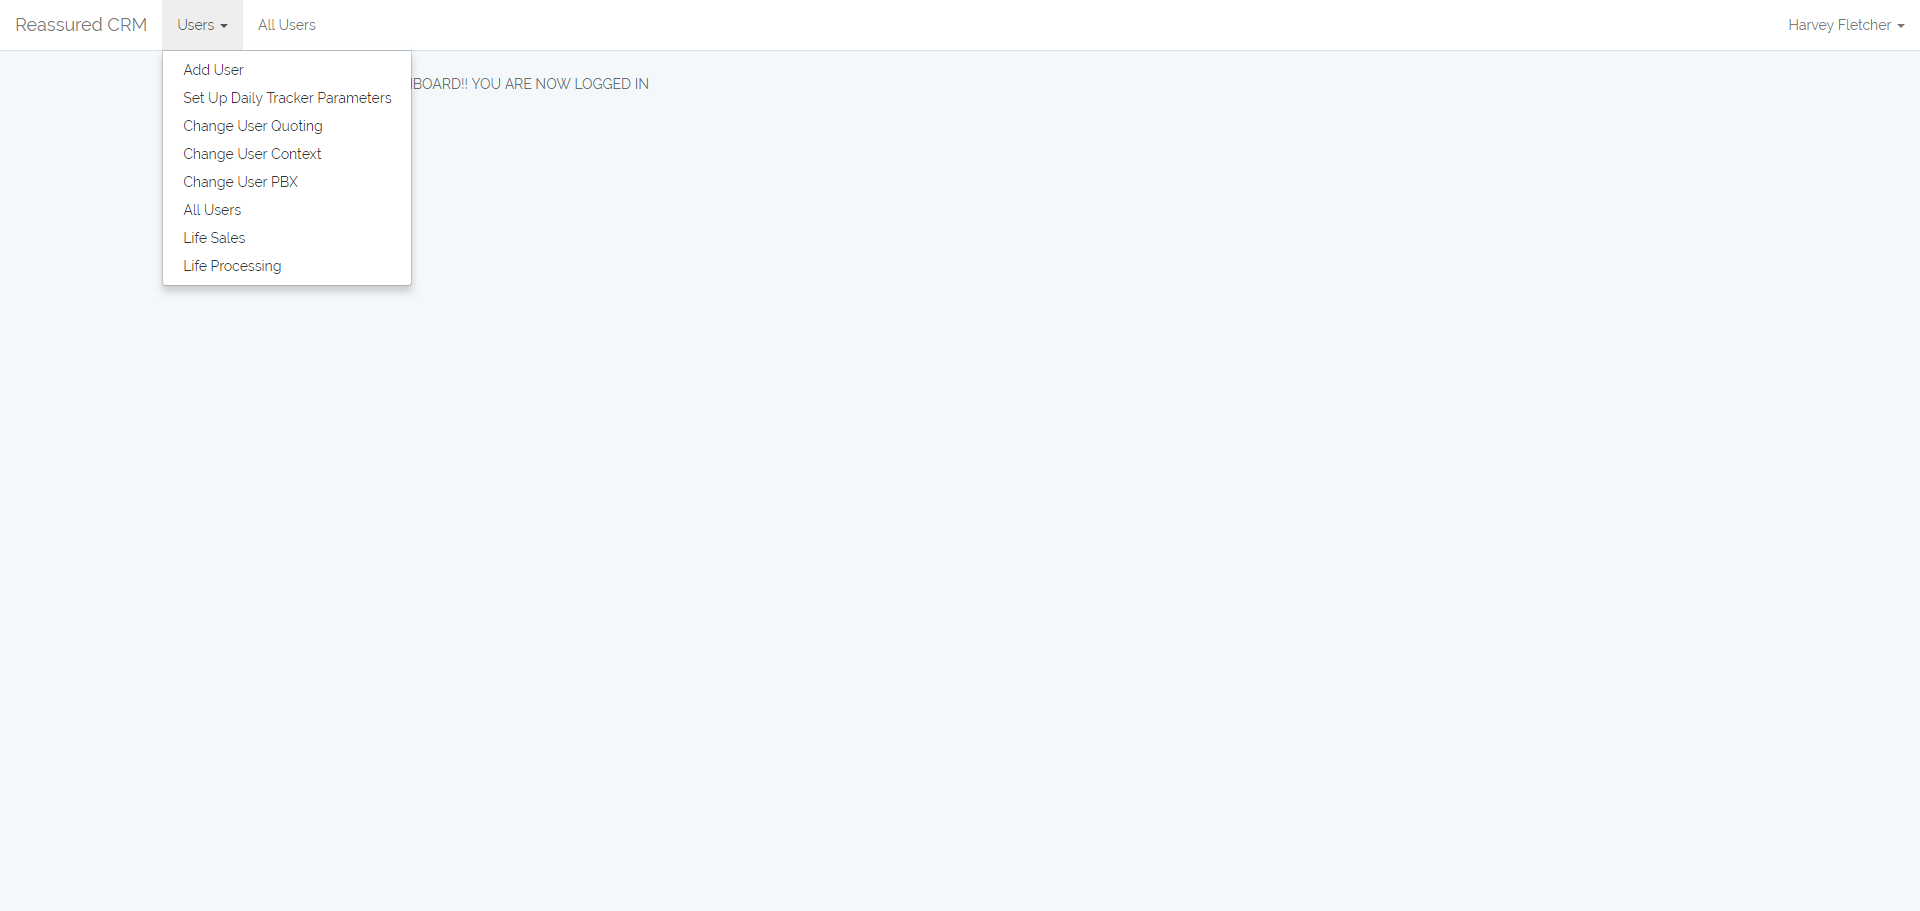 Reassured CRM Users All Users Harvey Fletcher
Add User
BOARD!! YOU ARE NOW LOGGED IN
Set Up Daily Tracker Parameters
Change User Quoting
Change User Context
Change User PBX
All Users
Life Sales
Life Processing